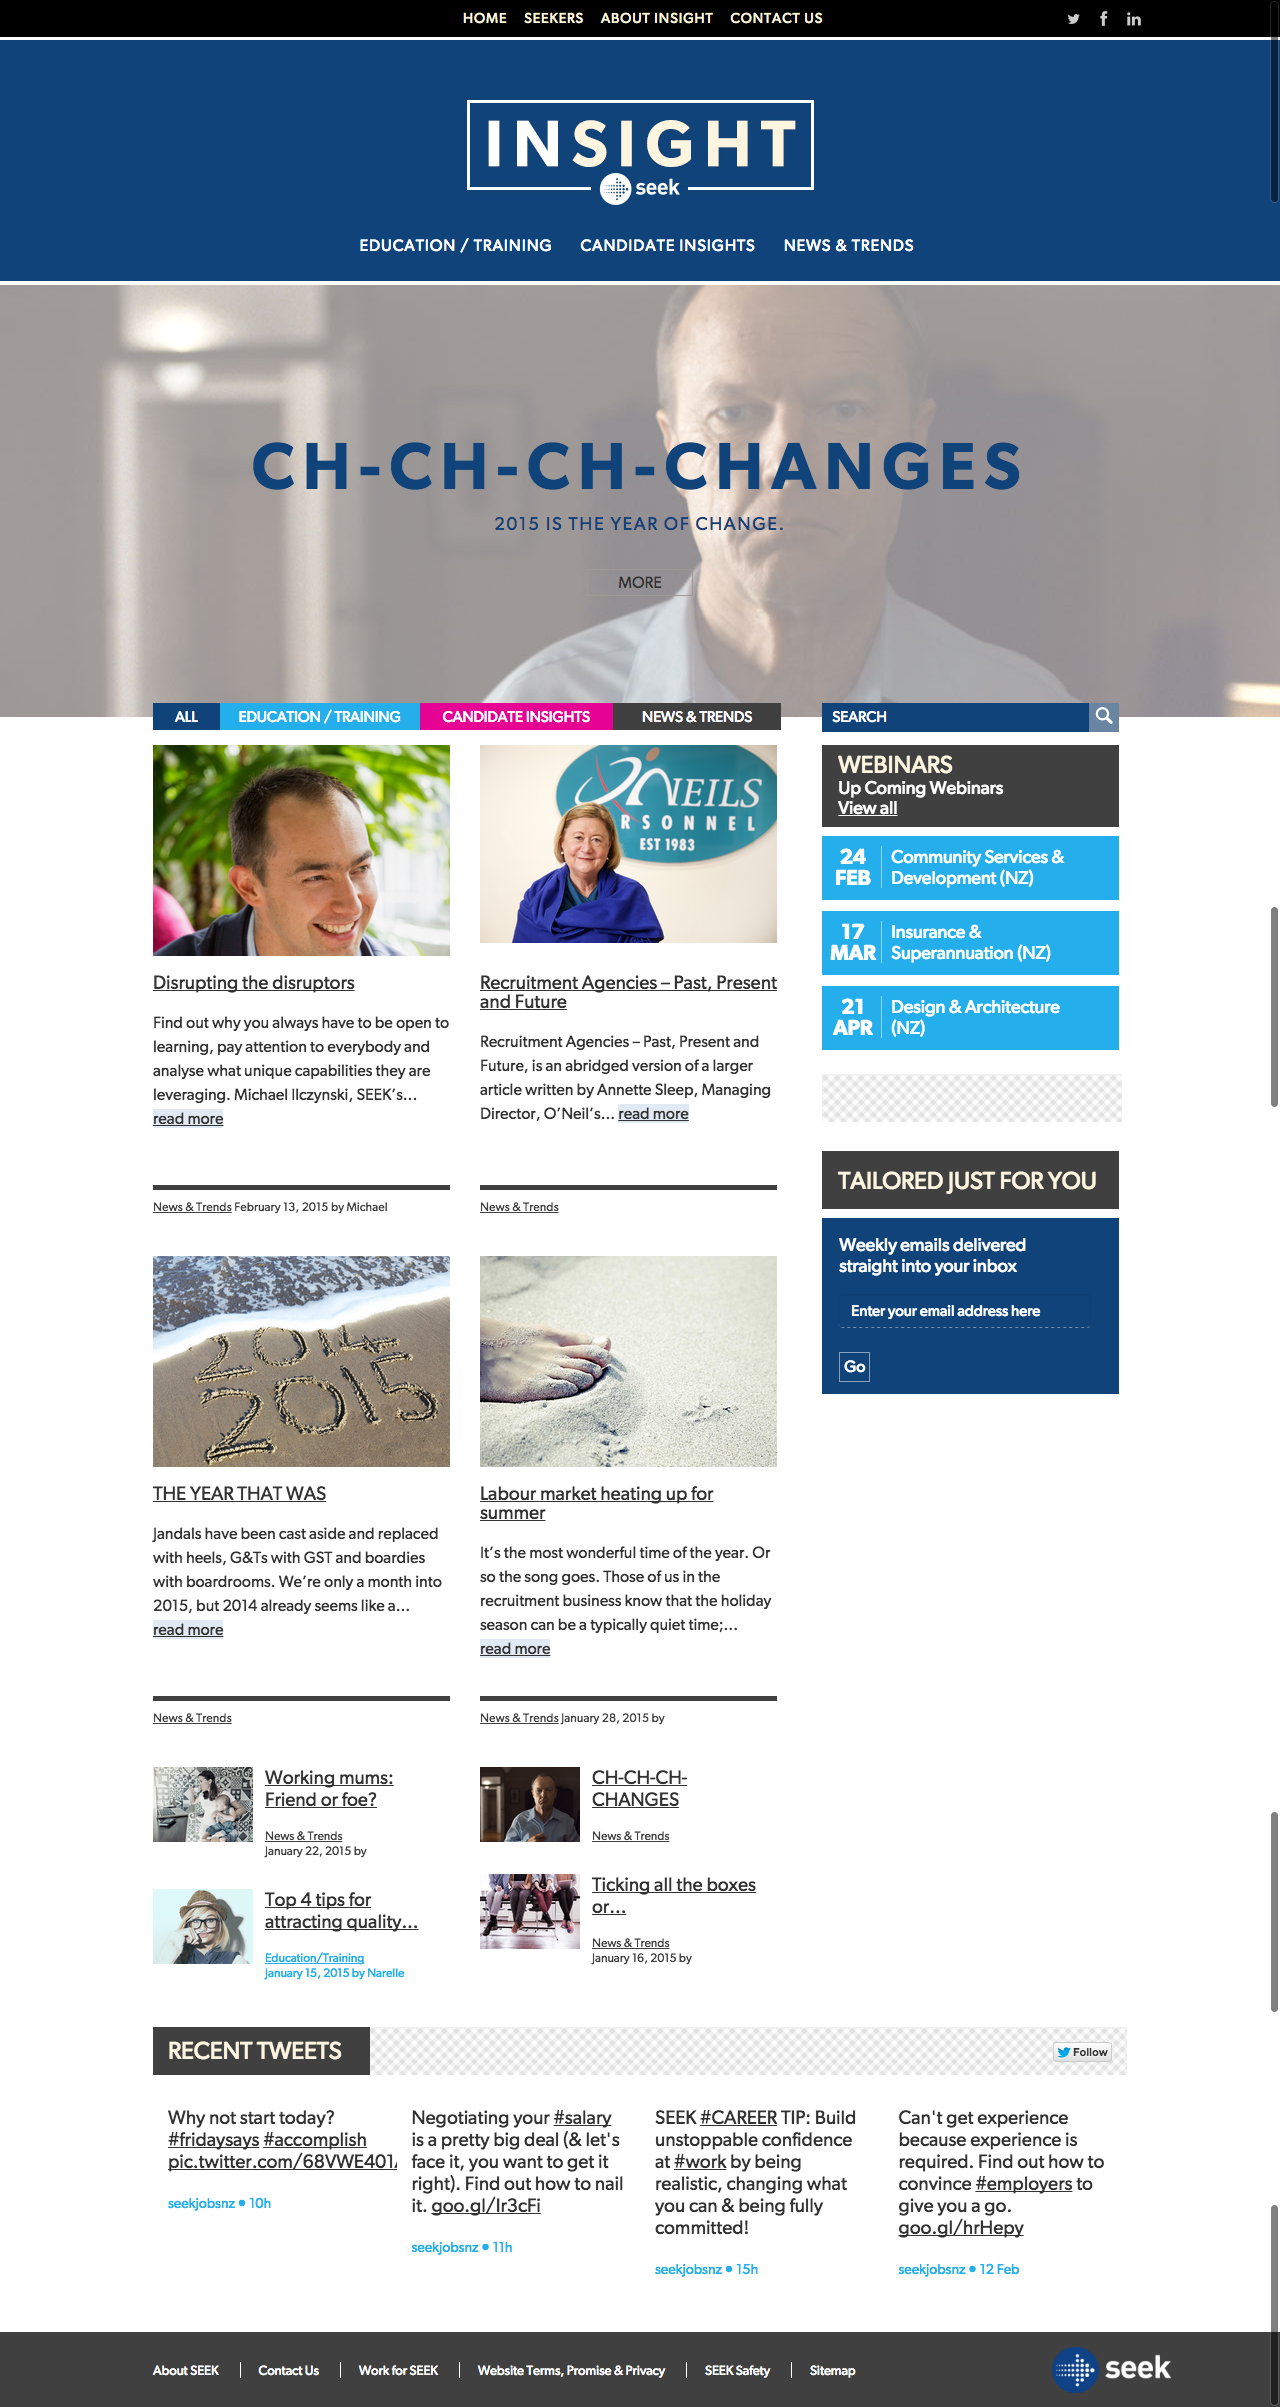 HOME SEEKERS ABOUT INSIGHT CONTACT US
INSIGHT
seek
EDUCATION / TRAINING CANDIDATE INSIGHTS NEWS & TRENDS
CH-CH-CH-CHANGES
2015 IS THE YEAR OF CHANGE.
MORE
ALL EDUCATION / TRAINING CANDIDATE INSIGHTS NEWS & TRENDS
NEILS
RSONNEL
EST 1983
Disrupting the disruptors
Find out why you always have to be open to
learning, pay attention to everybody and
analyse what unique capabilities they are
leveraging. Michael Ilczynski, SEEK's...
read more
News & Trends February 13, 2015 by Michael
Recruitment Agencies – Past, Present
and Future
Recruitment Agencies – Past, Present and
Future, is an abridged version of a larger
article written by Annette Sleep, Managing
Director, O'Neil's... read more
News & Trends
2014
2015
THE YEAR THAT WAS
Jandals have been cast aside and replaced
with heels, G&Ts with GST and boardies
with boardrooms. We're only a month into
2015, but 2014 already seems like a...
read more
News & Trends
Labour market heating up for
summer
It's the most wonderful time of the year. Or
so the song goes. Those of us in the
recruitment business know that the holiday
season can be a typically quiet time;...
read more
News & Trends January 28, 2015 by
Working mums:
Friend or foe?
News & Trends
January 22, 2015 by
CH-CH-CH-
CHANGES
News & Trends
Top 4 tips for
attracting quality...
Education/Training
January 15, 2015 by Narelle
Ticking all the boxes
or...
News & Trends
January 16, 2015 by
SEARCH
WEBINARS
Up Coming Webinars
View all
24
FEB
Community Services &
Development (NZ)
17
MAR
Insurance &
Superannuation (NZ)
21
APR
Design & Architecture
(NZ)
TAILORED JUST FOR YOU
Weekly emails delivered
straight into your inbox
Enter your email address here
Go
RECENT TWEETS
Follow
Why not start today?
#fridaysays #accomplish
pic.twitter.com/68VWE401
seekjobsnz • 10h
Negotiating your #salary
is a pretty big deal (& let's
face it, you want to get it
right). Find out how to nail
it. goo.gl/Ir3cFi
seekjobsnz • 11h
SEEK #CAREER TIP: Build
unstoppable confidence
at #work by being
realistic, changing what
you can & being fully
committed!
seekjobsnz • 15h
Can't get experience
because experience is
required. Find out how to
convince #employers to
give you a go.
goo.gl/hrHepy
seekjobsnz • 12 Feb
About SEEK Contact Us Work for SEEK Website Terms, Promise & Privacy SEEK Safety Sitemap
seek